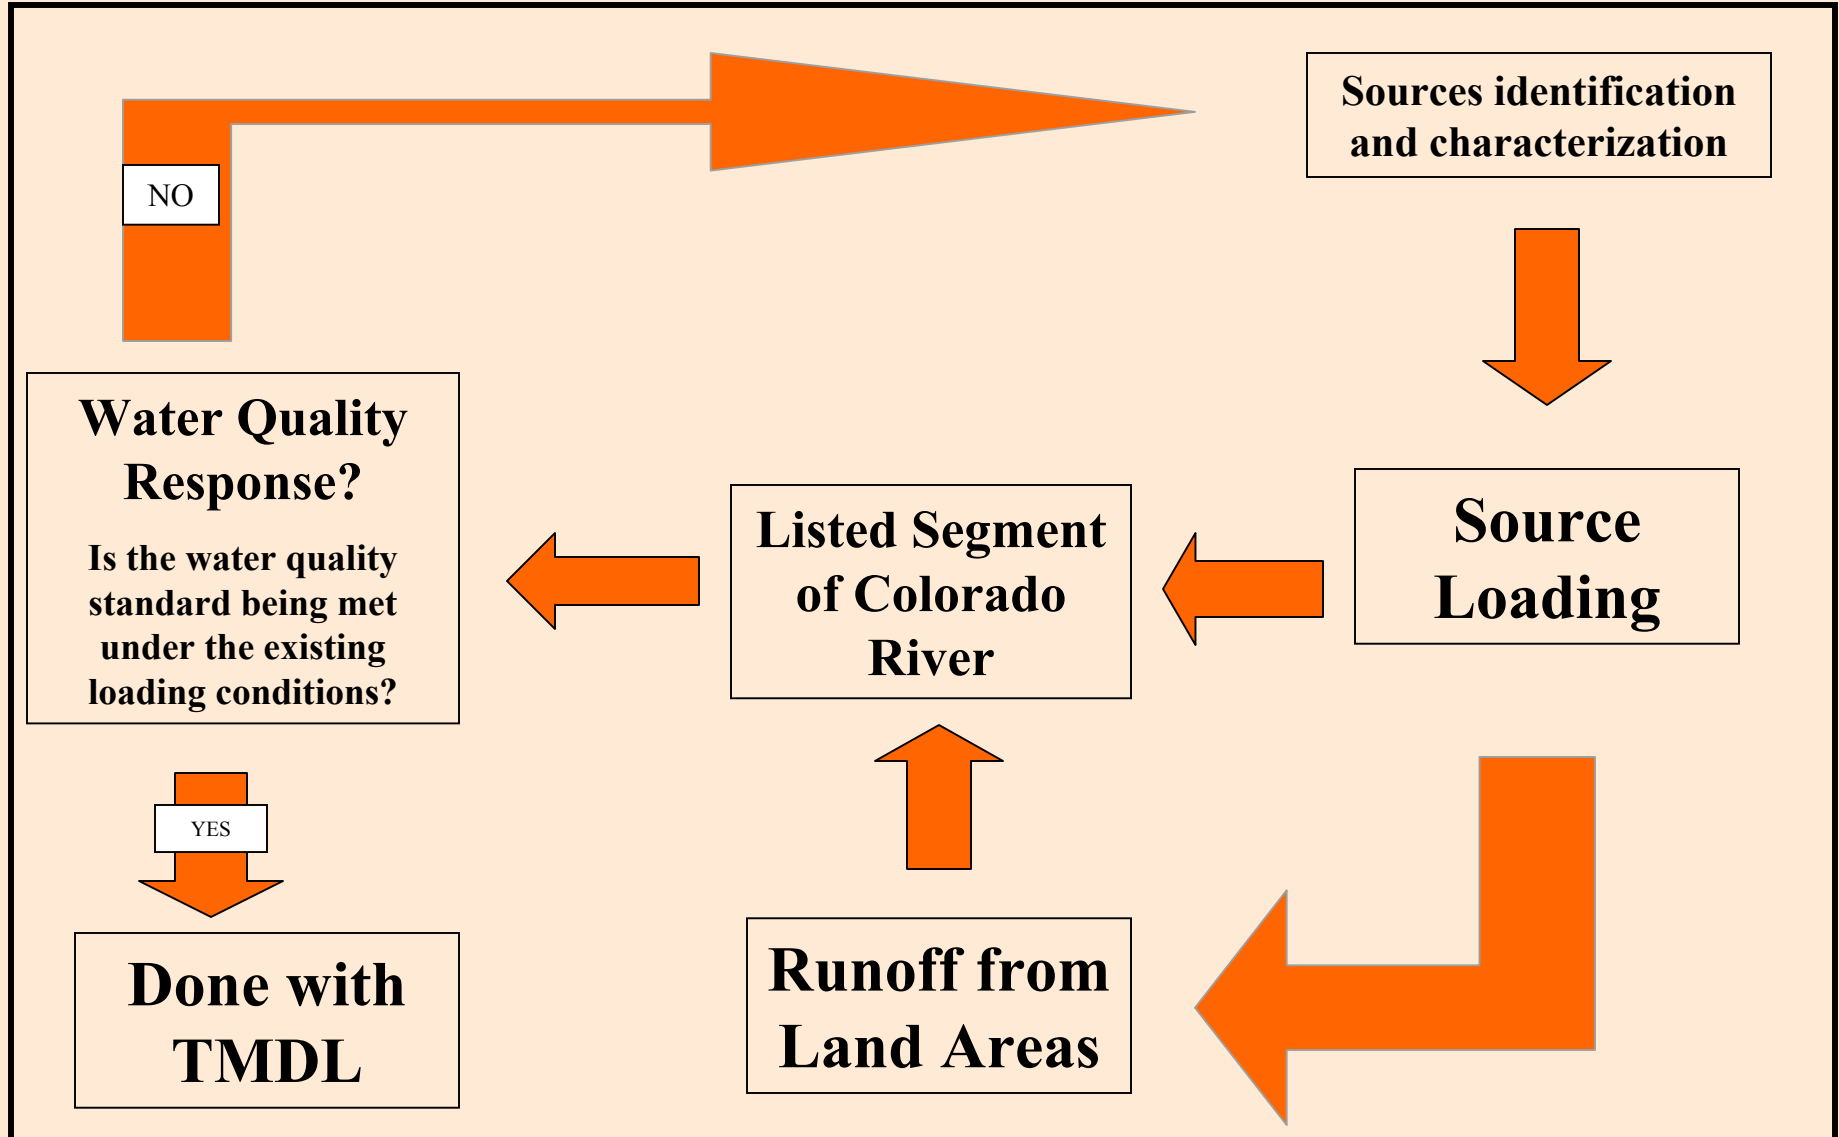 Sources identification
and characterization
NO
Water Quality
Response?
Is the water quality
standard being met
under the existing
loading conditions?
Listed Segment
of Colorado
River
Source
Loading
YES
Done with
TMDL
Runoff from
Land Areas